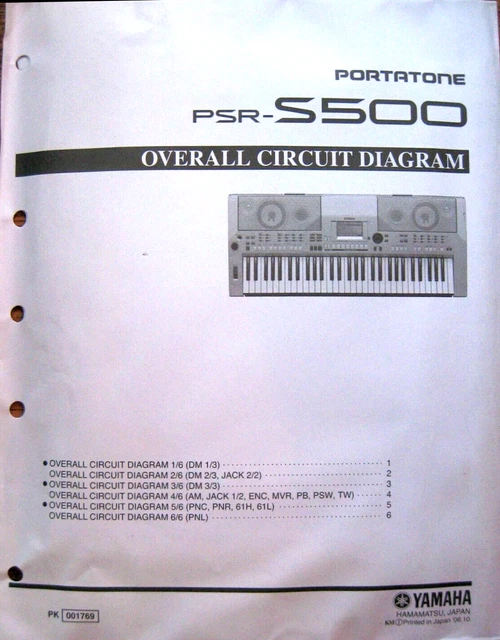 PORTATONE
PSR-S500
OVERALL CIRCUIT DIAGRAM
• OVERALL CIRCUIT DIAGRAM 1/6 (DM 1/3) ........................................ 1
OVERALL CIRCUIT DIAGRAM 2/6 (DM 2/3, JACK 2/2) ........................ 2
• OVERALL CIRCUIT DIAGRAM 3/6 (DM 3/3) ........................................ 3
OVERALL CIRCUIT DIAGRAM 4/6 (AM, JACK 1/2, ENC, MVR, PB, PSW, TW) ...... 4
• OVERALL CIRCUIT DIAGRAM 5/6 (PNC, PNR, 61H, 61L) ...................... 5
OVERALL CIRCUIT DIAGRAM 6/6 (PNL) ............................................. 6
YAMAHA
HAMAMATSU, JAPAN
PK 001769
Printed in Japan '06.10